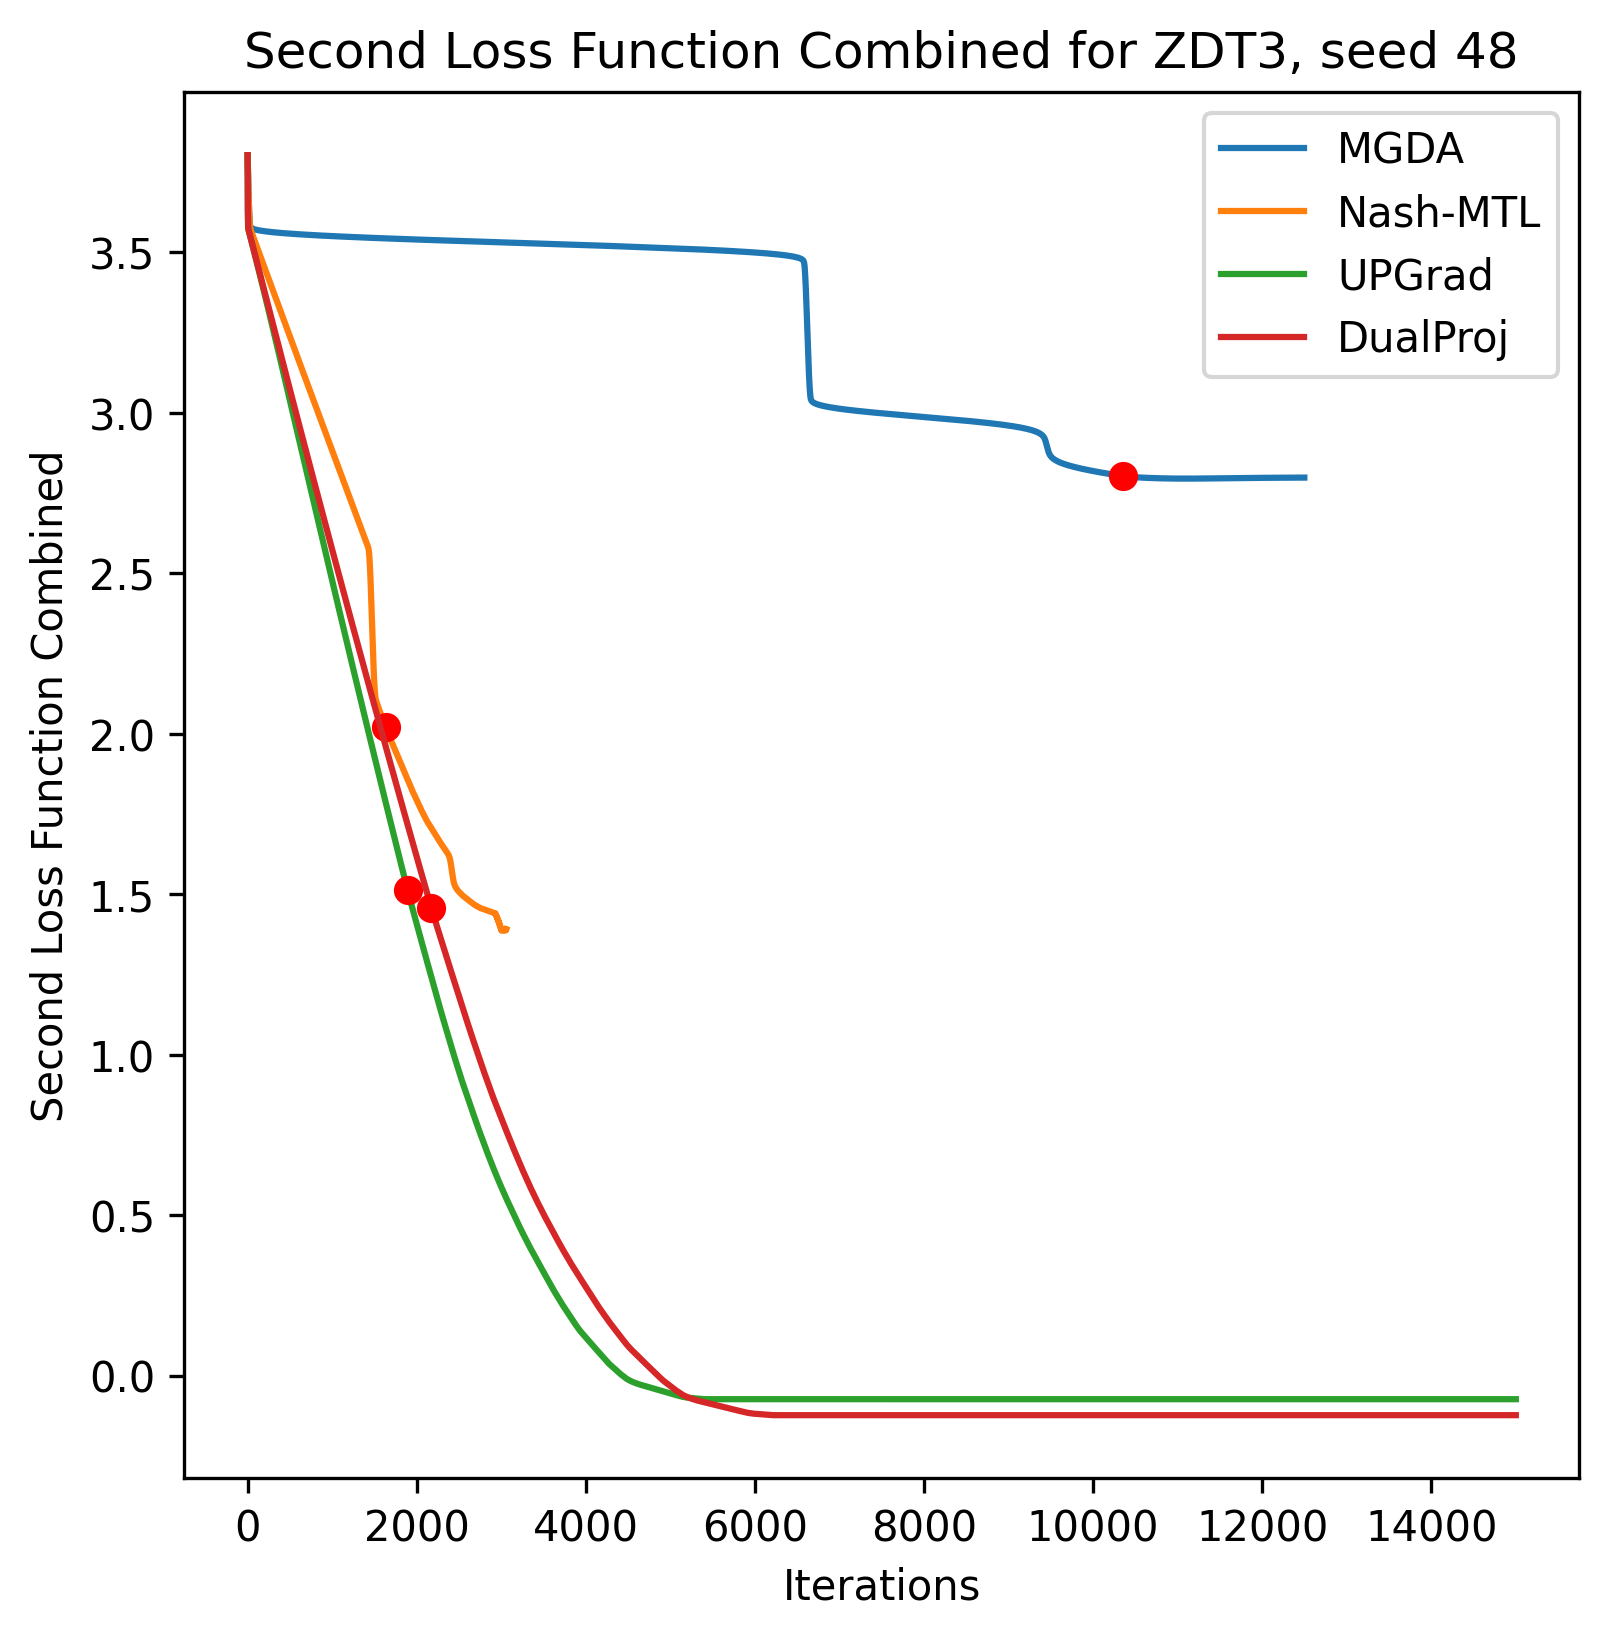 Second Loss Function Combined for ZDT3, seed 48
MGDA
Nash-MTL
UPGrad
DualProj
Second Loss Function Combined
3.5
3.0
2.5
2.0
1.5
1.0
0.5
0.0
0 2000 4000 6000 8000 10000 12000 14000
Iterations